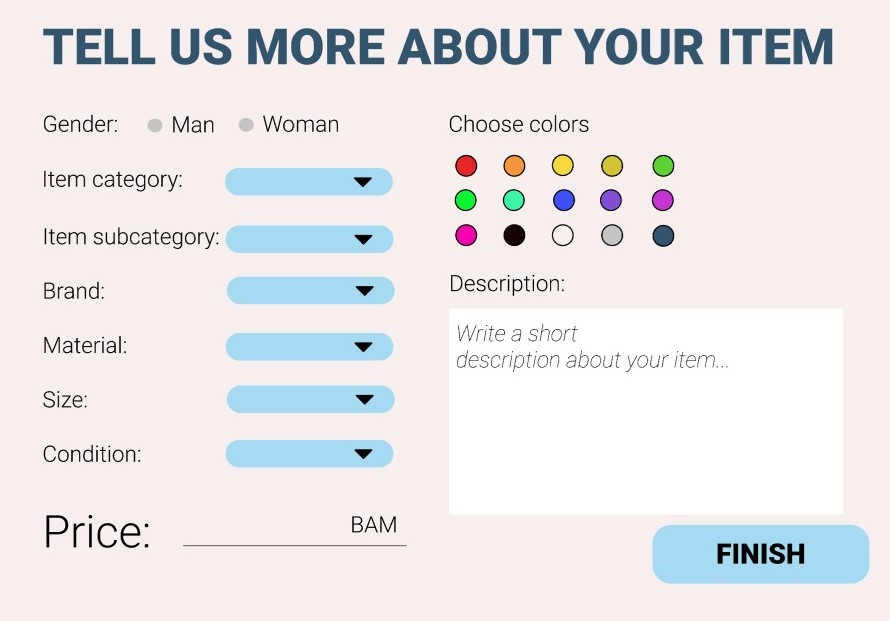 TELL US MORE ABOUT YOUR ITEM
Gender: Man Woman
Item category:
Item subcategory:
Brand:
Material:
Size:
Condition:
Price: BAM
Choose colors
Description:
Write a short
description about your item...
FINISH